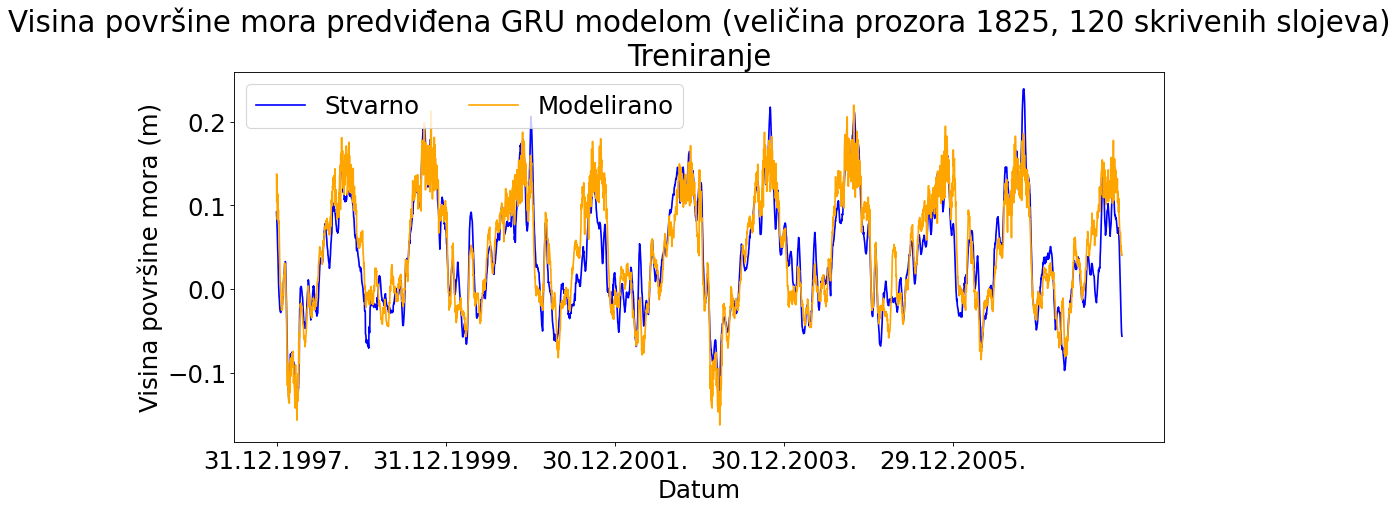 Visina površine mora predviđena GRU modelom (veličina prozora 1825, 120 skrivenih slojeva)
Treniranje
Stvarno
Modelirano
Visina površine mora (m)
0.2
0.1
0.0
−0.1
31.12.1997.
31.12.1999.
30.12.2001.
30.12.2003.
29.12.2005.
Datum